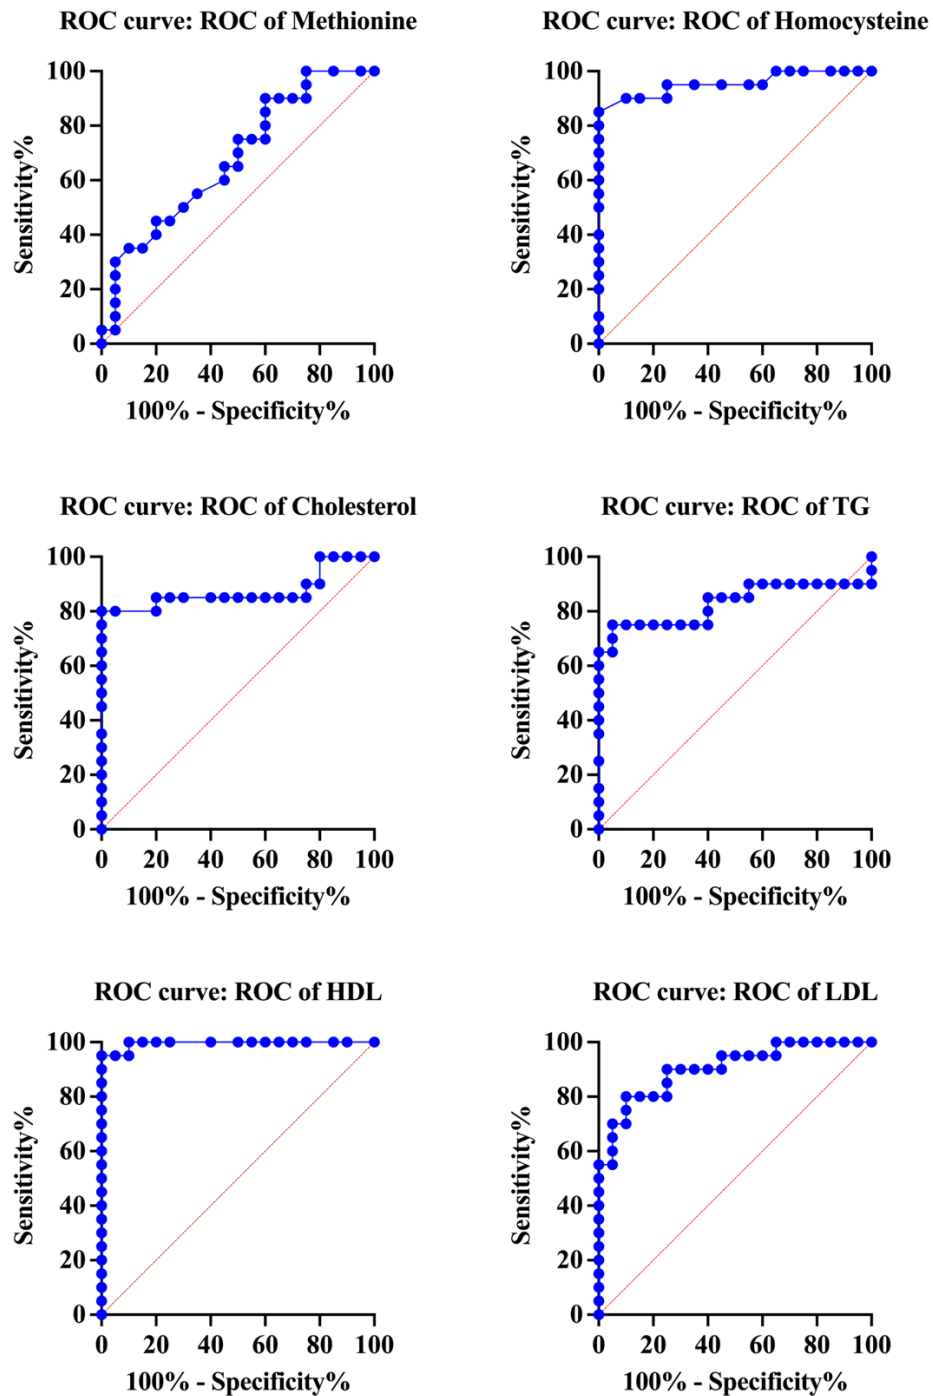 ROC curve: ROC of Methionine
100
80
60
40
20
0
Sensitivity%
0 20 40 60 80 100
100% - Specificity%
ROC curve: ROC of Homocysteine
100
80
60
40
20
0
Sensitivity%
0 20 40 60 80 100
100% - Specificity%
ROC curve: ROC of Cholesterol
100
80
60
40
20
0
Sensitivity%
0 20 40 60 80 100
100% - Specificity%
ROC curve: ROC of TG
100
80
60
40
20
0
Sensitivity%
0 20 40 60 80 100
100% - Specificity%
ROC curve: ROC of HDL
100
80
60
40
20
0
Sensitivity%
0 20 40 60 80 100
100% - Specificity%
ROC curve: ROC of LDL
100
80
60
40
20
0
Sensitivity%
0 20 40 60 80 100
100% - Specificity%